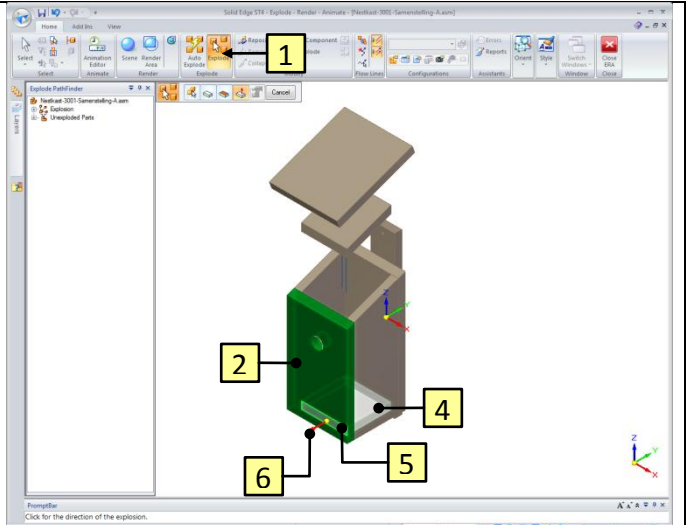 Solid Edge ST4 - Explode - Render - Animate - [Nestkast-3001-Samenstelling-A.asm]
Home Add Ins View
Select
Animation Editor
Scene Render Area
Auto Explode Explode
Component
Errors
Reports
Orient Style Switch Windows Close ERA
Select Animate Render Explode Flow Lines Configurations Assistants Window Close
1
Explode PathFinder
Cancel
Nestkast-3001-Samenstelling-A.asm
Explosion
Unexploded Parts
Layers
Z
Y
X
2
4
5
6
Z
Y
X
PromptBar
Click for the direction of the explosion.